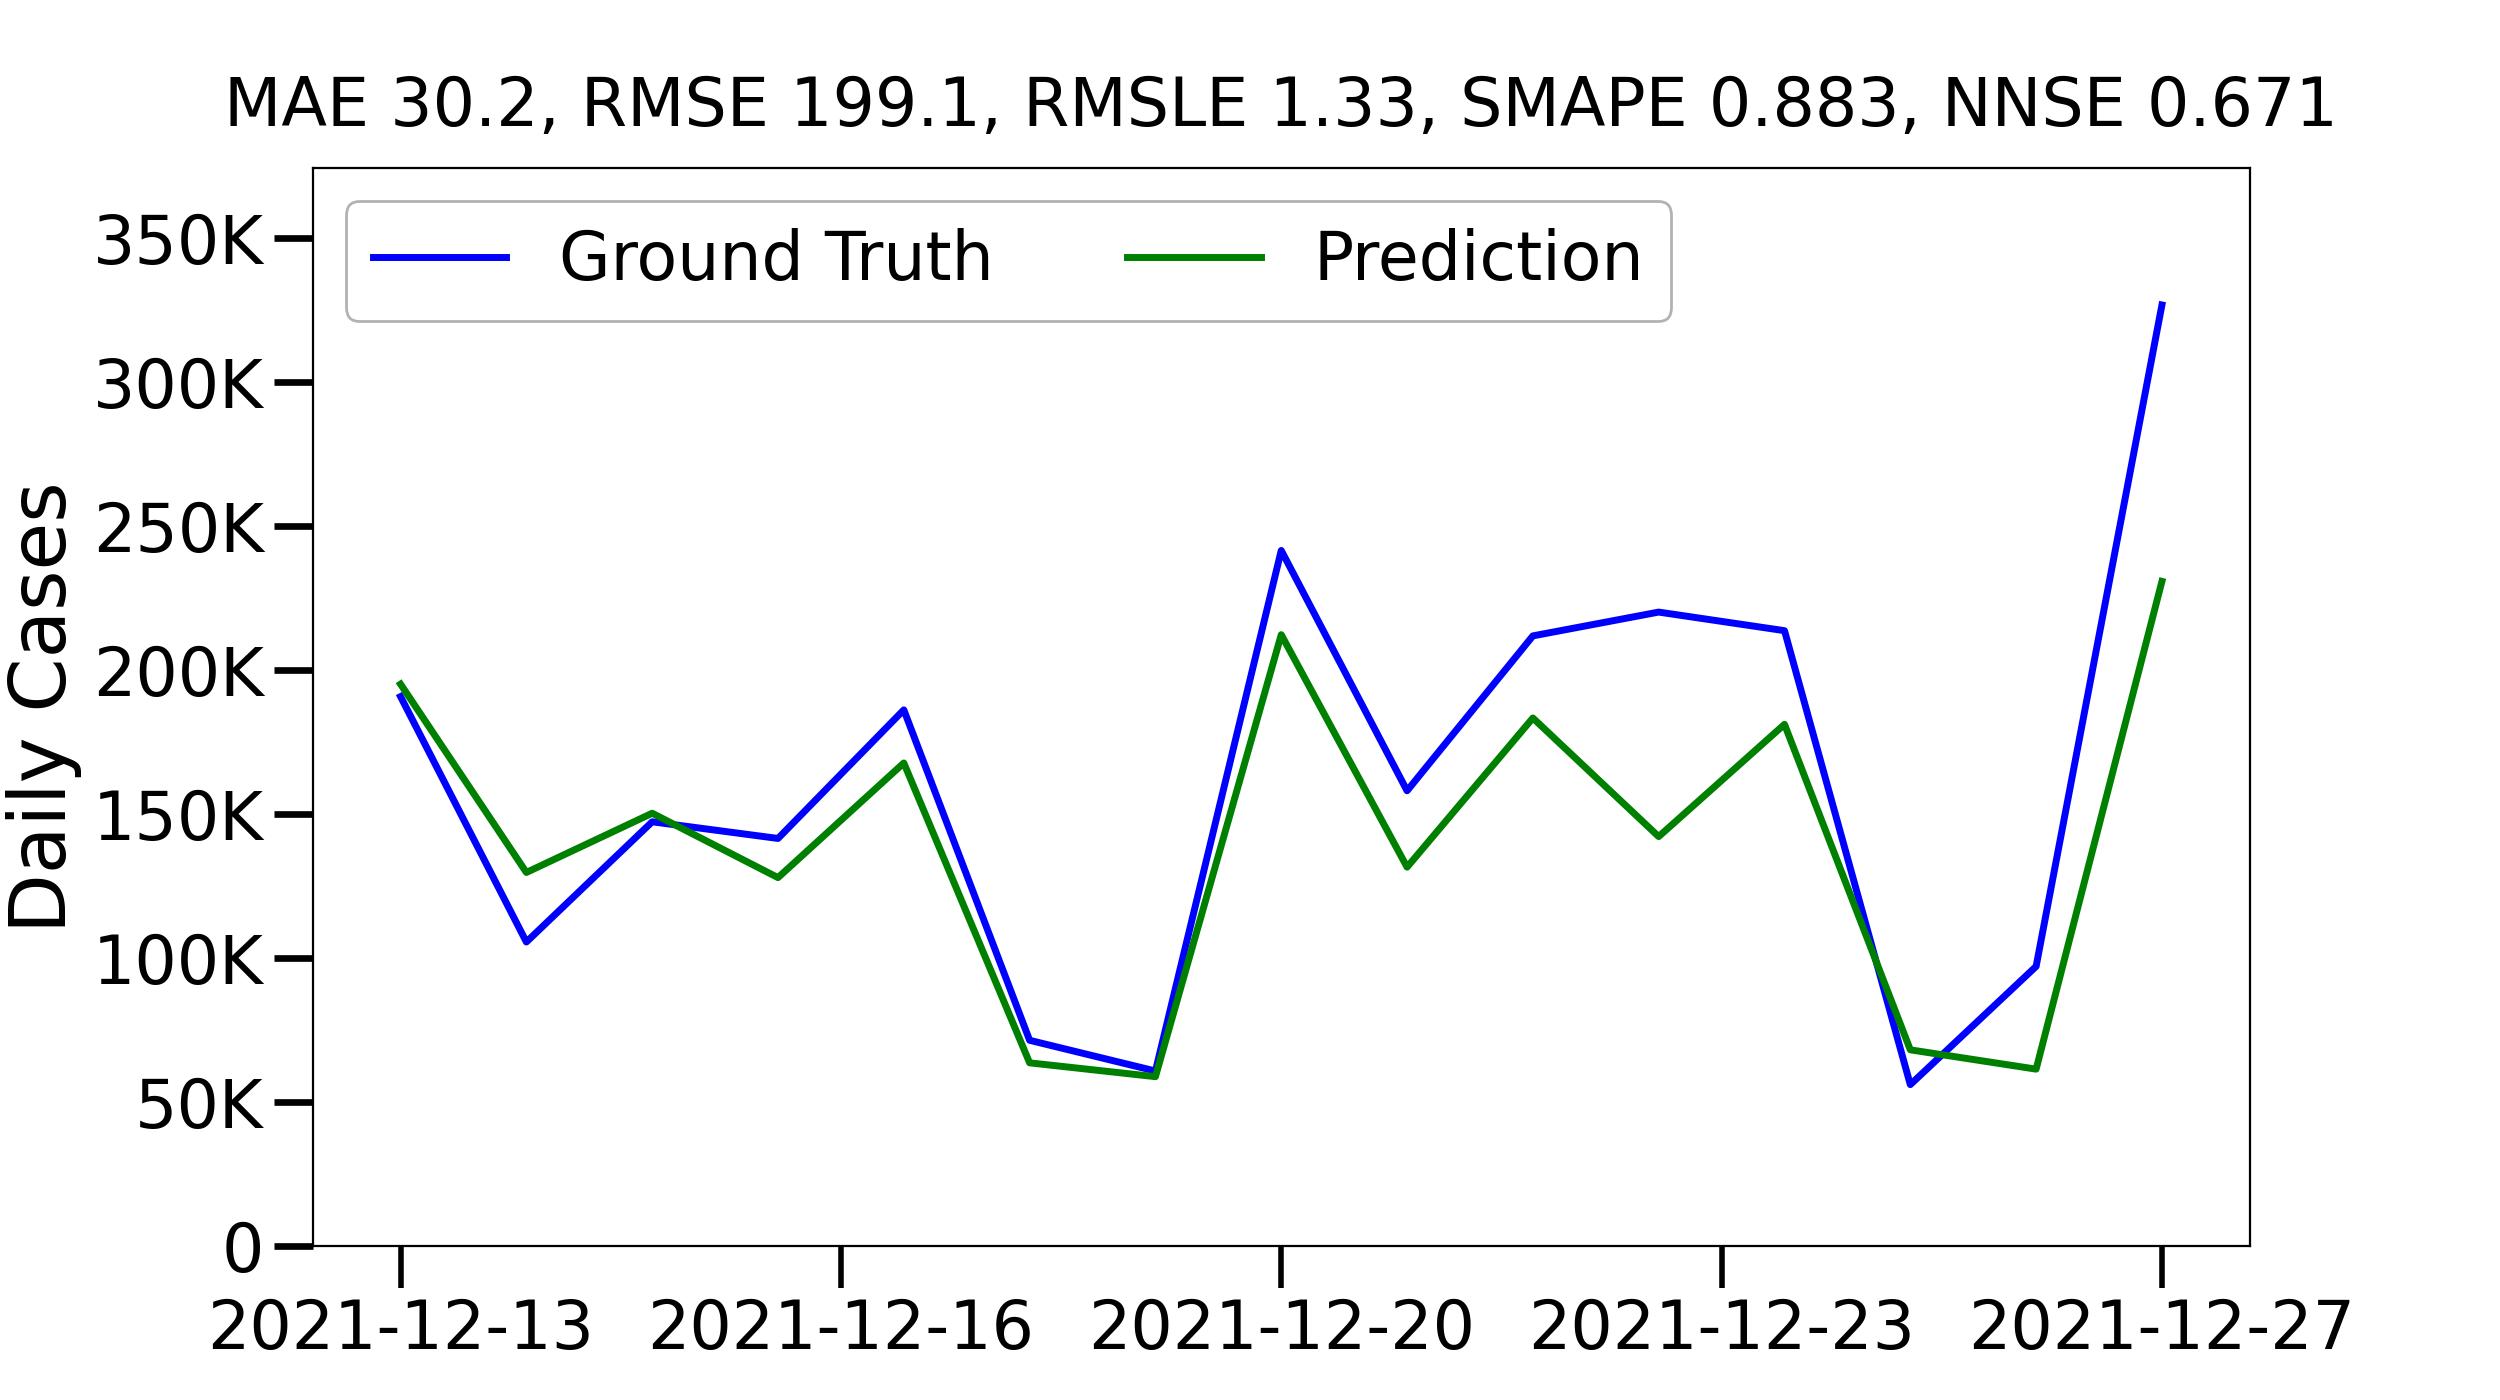 MAE 30.2, RMSE 199.1, RMSLE 1.33, SMAPE 0.883, NNSE 0.671
Ground Truth Prediction
350K
300K
250K
200K
150K
100K
50K
0
Daily Cases
2021-12-13 2021-12-16 2021-12-20 2021-12-23 2021-12-27